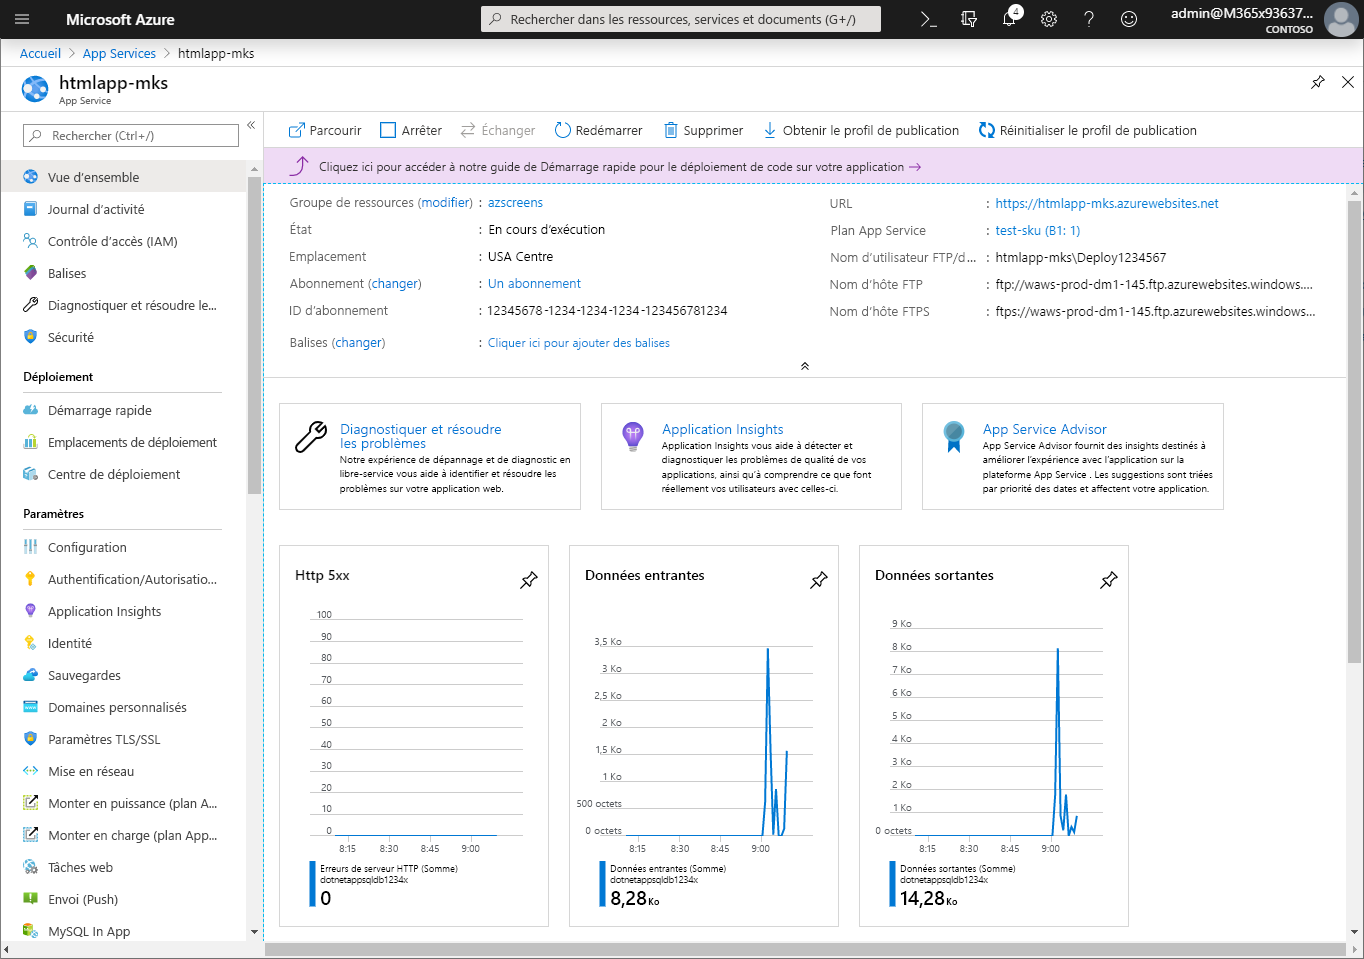 Microsoft Azure
Rechercher dans les ressources, services et documents (G+/)
4
admin@M365x93637...
CONTOSO
Accueil > App Services > htmlapp-mks
htmlapp-mks
App Service
Rechercher (Ctrl+/)
Vue d'ensemble
Journal d'activité
Contrôle d'accès (IAM)
Balises
Diagnostiquer et résoudre le...
Sécurité
Déploiement
Démarrage rapide
Emplacements de déploiement
Centre de déploiement
Paramètres
Configuration
Authentification/Autorisatio...
Application Insights
Identité
Sauvegardes
Domaines personnalisés
Paramètres TLS/SSL
Mise en réseau
Monter en puissance (plan A...
Monter en charge (plan App...
Tâches web
Envoi (Push)
MySQL In App
Parcourir
Arrêter
Échanger
Redémarrer
Supprimer
Obtenir le profil de publication
Réinitialiser le profil de publication
Cliquez ici pour accéder à notre guide de Démarrage rapide pour le déploiement de code sur votre application →
Groupe de ressources (modifier) : azscreens
État : En cours d'exécution
Emplacement : USA Centre
Abonnement (changer) : Un abonnement
ID d'abonnement : 12345678-1234-1234-1234-123456781234
Balises (changer) : Cliquer ici pour ajouter des balises
URL : https://htmlapp-mks.azurewebsites.net
Plan App Service : test-sku (B1: 1)
Nom d'utilisateur FTP/d... : htmlapp-mks\Deploy1234567
Nom d'hôte FTP : ftp://waws-prod-dm1-145.ftp.azurewebsites.windows....
Nom d'hôte FTPS : ftps://waws-prod-dm1-145.ftp.azurewebsites.windows...
Diagnostiquer et résoudre
les problèmes
Notre expérience de dépannage et de diagnostic en
libre-service vous aide à identifier et résoudre les
problèmes sur votre application web.
Application Insights
Application Insights vous aide à détecter et
diagnostiquer les problèmes de qualité de vos
applications, ainsi qu'à comprendre ce que font
réellement vos utilisateurs avec celles-ci.
App Service Advisor
App Service Advisor fournit des insights destinés à
améliorer l'expérience avec l'application sur la
plateforme App Service . Les suggestions sont triées
par priorité des dates et affectent votre application.
Http 5xx
100
90
80
70
60
50
40
30
20
10
0
8:15 8:30 8:45 9:00
Erreurs de serveur HTTP (Somme)
dotnetappsqldb1234x
0
Données entrantes
3,5 Ko
3 Ko
2,5 Ko
2 Ko
1,5 Ko
1 Ko
500 octets
0 octets
8:15 8:30 8:45 9:00
Données entrantes (Somme)
dotnetappsqldb1234x
8,28 Ko
Données sortantes
9 Ko
8 Ko
7 Ko
6 Ko
5 Ko
4 Ko
3 Ko
2 Ko
1 Ko
0 octets
8:15 8:30 8:45 9:00
Données sortantes (Somme)
dotnetappsqldb1234x
14,28 Ko